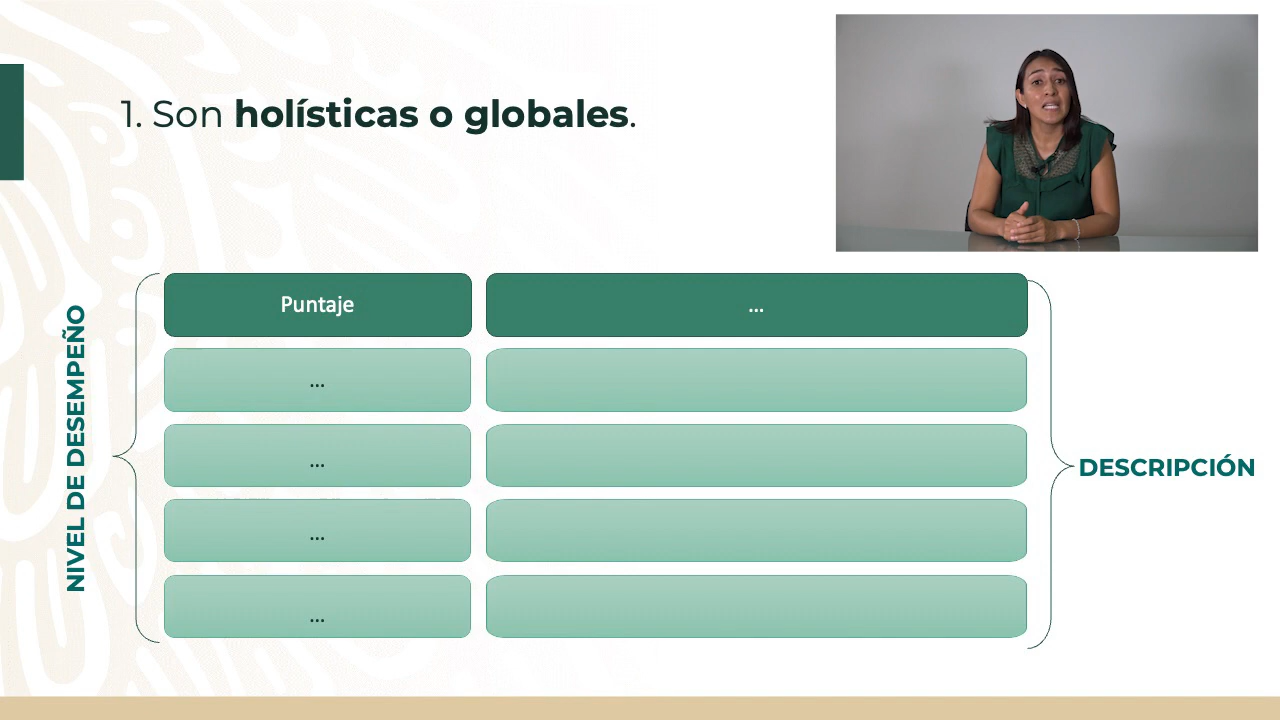 1. Son holísticas o globales.
NIVEL DE DESEMPEÑO
Puntaje
...
...
...
...
...
DESCRIPCIÓN